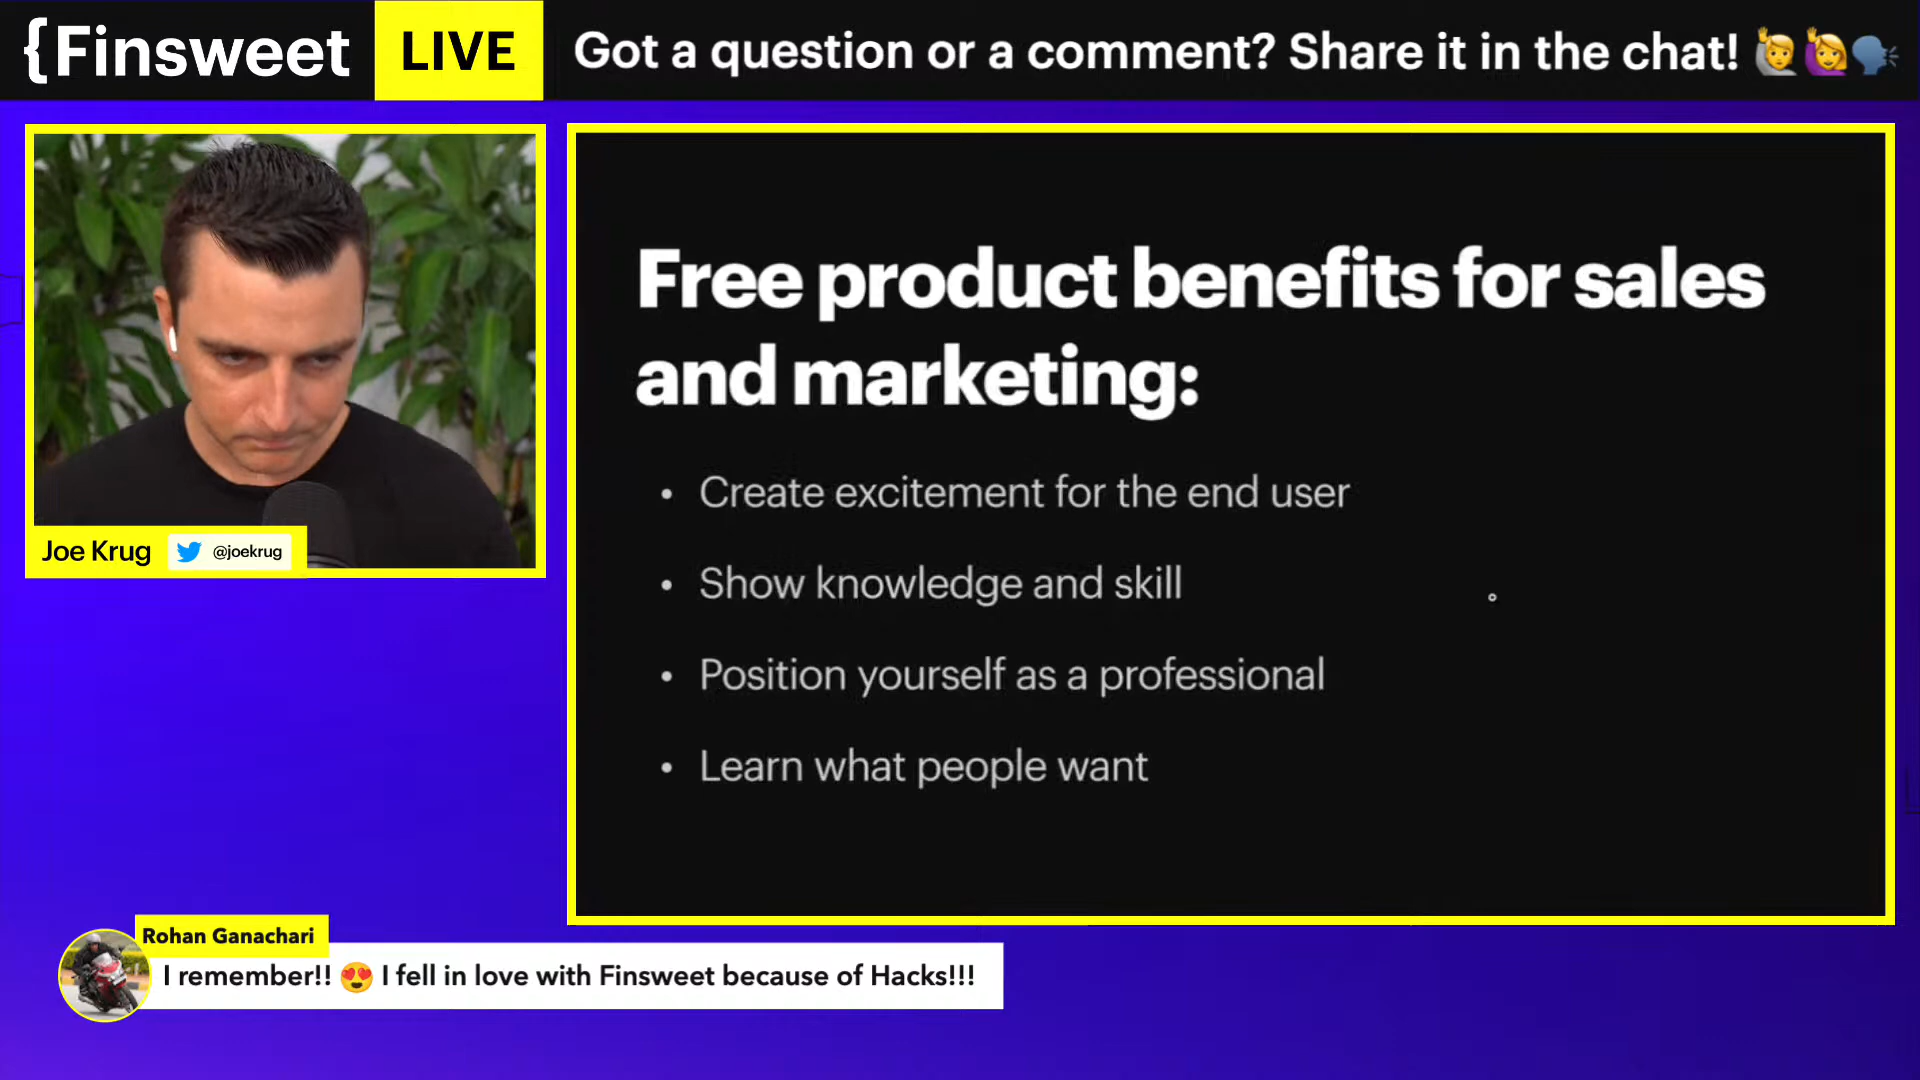 {Finsweet LIVE Got a question or a comment? Share it in the chat! 🙋‍♂️🙋‍♀️🗣️
Free product benefits for sales
and marketing:
• Create excitement for the end user
• Show knowledge and skill
• Position yourself as a professional
• Learn what people want
Joe Krug @joekrug
Rohan Ganachari
I remember!! 😍 I fell in love with Finsweet because of Hacks!!!